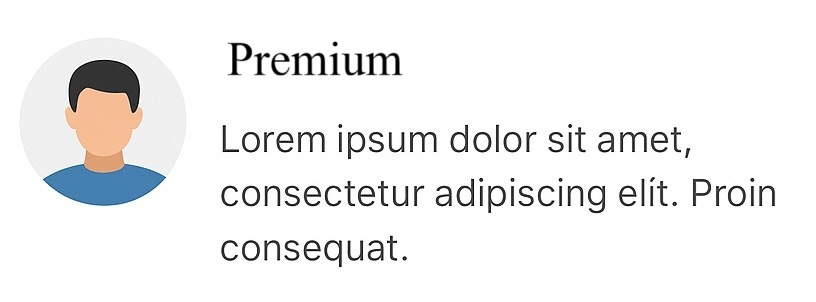 Premium
Lorem ipsum dolor sit amet,
consectetur adipiscing elít. Proin
consequat.